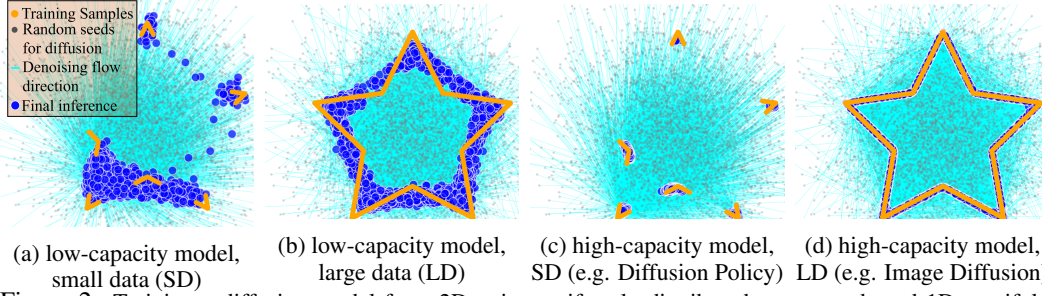 Training Samples
Random seeds
for diffusion
Denoising flow
direction
Final inference
(a) low-capacity model,
small data (SD)
(b) low-capacity model,
large data (LD)
(c) high-capacity model,
SD (e.g. Diffusion Policy)
(d) high-capacity model,
LD (e.g. Image Diffusion)